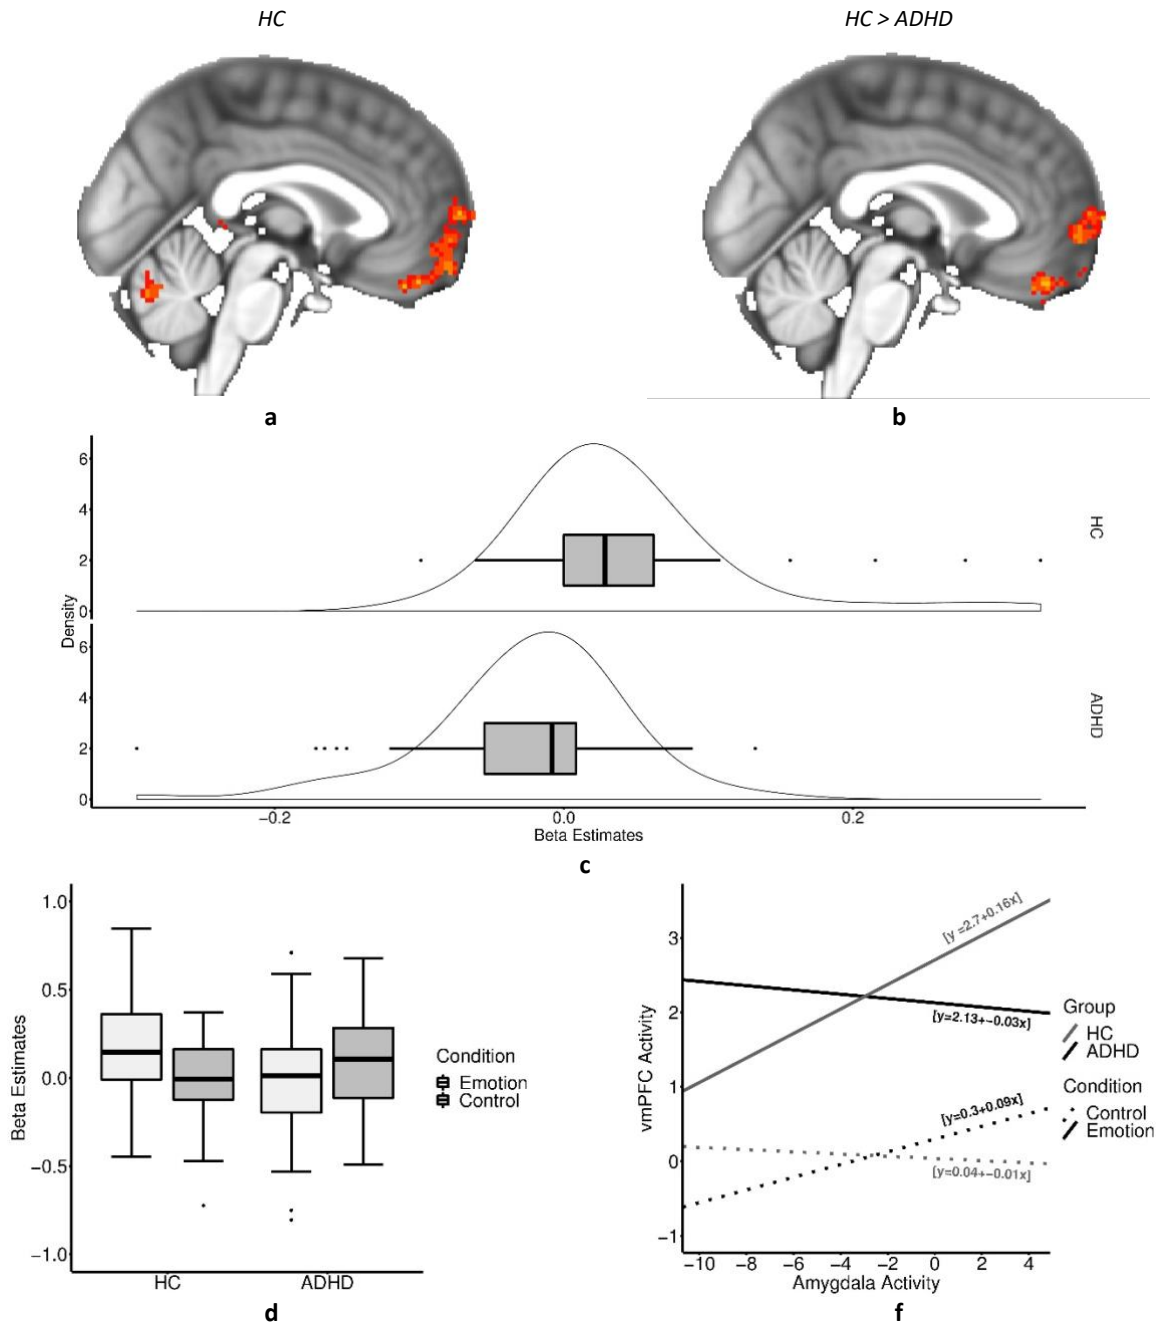 HC
HC > ADHD
a
b
6
4
2
0
HC
Density
6
4
2
0
ADHD
−0.2
0.0
0.2
Beta Estimates
c
1.0
0.5
0.0
−0.5
−1.0
Beta Estimates
HC
ADHD
Condition
Emotion
Control
d
3
2
1
0
−1
vmPFC Activity
[y =2.7+0.16x]
[y=2.13+−0.03x]
[y=0.3+0.09x]
[y=0.04+−0.01x]
−10
−8
−6
−4
−2
0
2
4
Amygdala Activity
Group
HC
ADHD
Condition
Control
Emotion
f